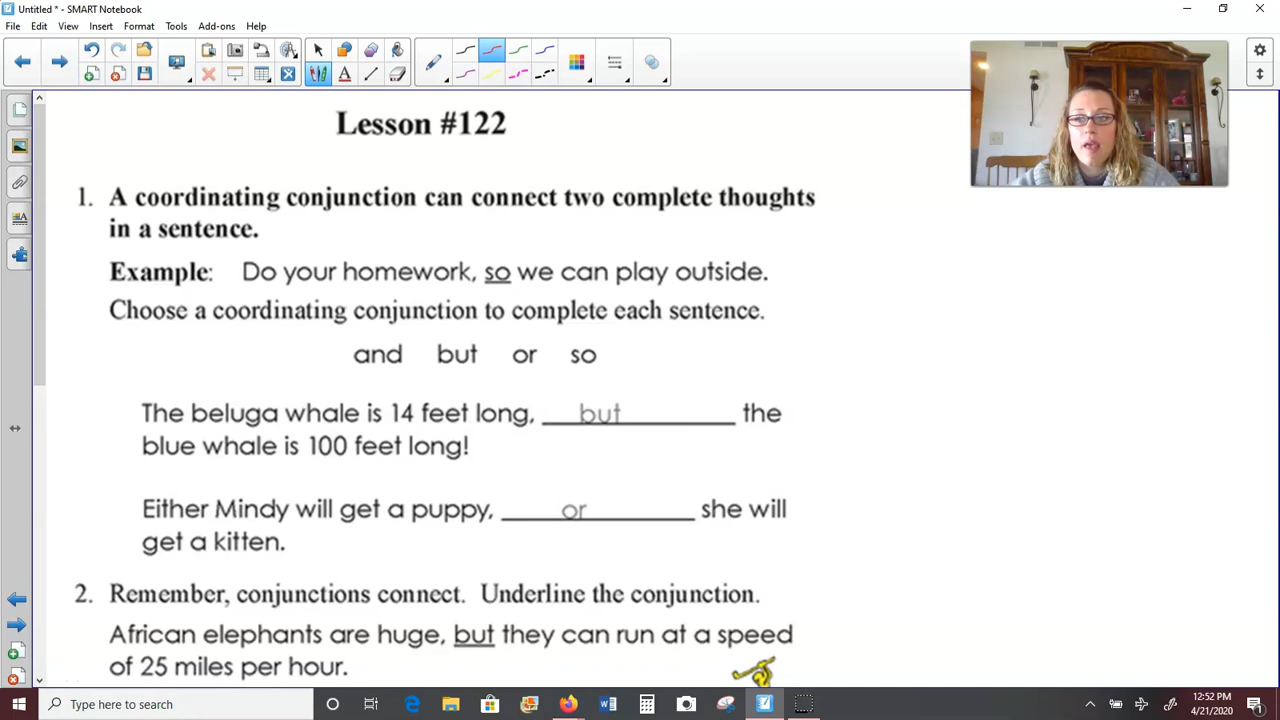 Untitled * - SMART Notebook
File Edit View Insert Format Tools Add-ons Help
Lesson #122
1. A coordinating conjunction can connect two complete thoughts
in a sentence.
Example: Do your homework, so we can play outside.
Choose a coordinating conjunction to complete each sentence.
and but or so
The beluga whale is 14 feet long, but the
blue whale is 100 feet long!
Either Mindy will get a puppy, or she will
get a kitten.
2. Remember, conjunctions connect. Underline the conjunction.
African elephants are huge, but they can run at a speed
of 25 miles per hour.
Type here to search
12:52 PM
4/21/2020